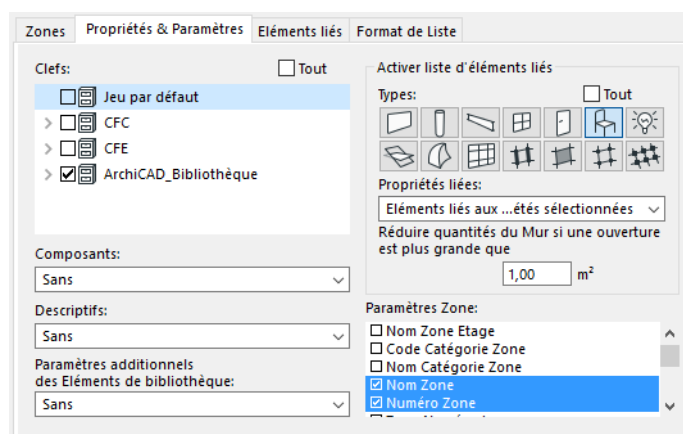 Zones Propriétés & Paramètres Eléments liés Format de Liste
Clefs:
Tout
Jeu par défaut
CFC
CFE
ArchiCAD_Bibliothèque
Composants:
Sans
Descriptifs:
Sans
Paramètres additionnels
des Eléments de bibliothèque:
Sans
Activer liste d'éléments liés
Types:
Tout
Propriétés liées:
Eléments liés aux ...étés sélectionnées
Réduire quantités du Mur si une ouverture
est plus grande que
1,00 m²
Paramètres Zone:
Nom Zone Etage
Code Catégorie Zone
Nom Catégorie Zone
Nom Zone
Numéro Zone